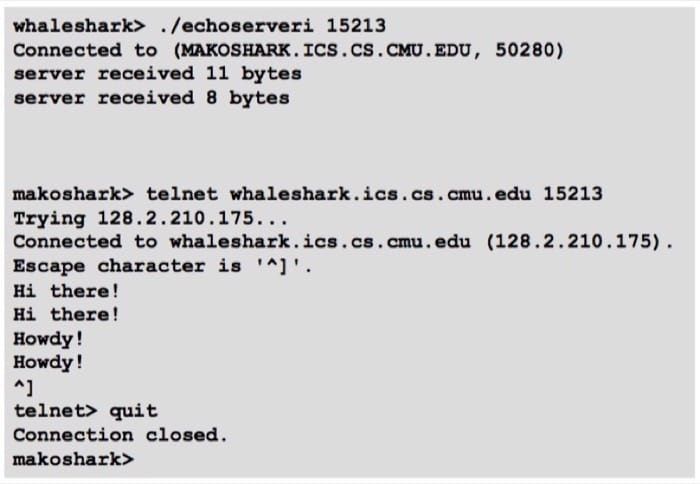 whaleshark> ./echoserveri 15213
Connected to (MAKOSHARK.ICS.CS.CMU.EDU, 50280)
server received 11 bytes
server received 8 bytes
makoshark> telnet whaleshark.ics.cs.cmu.edu 15213
Trying 128.2.210.175...
Connected to whaleshark.ics.cs.cmu.edu (128.2.210.175).
Escape character is '^]'.
Hi there!
Hi there!
Howdy!
Howdy!
^]
telnet> quit
Connection closed.
makoshark>